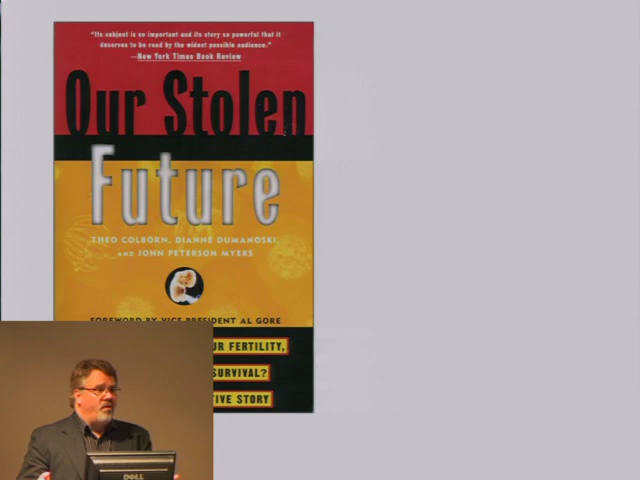 "Its subject is so important and its story so powerful that it
deserves to be read by the widest possible audience."
—New York Times Book Review
Our Stolen
Future
THEO COLBORN, DIANNE DUMANOSKI,
AND JOHN PETERSON MYERS
FOREWORD BY VICE PRESIDENT AL GORE
UR FERTILITY,
SURVIVAL?
TIVE STORY
DELL